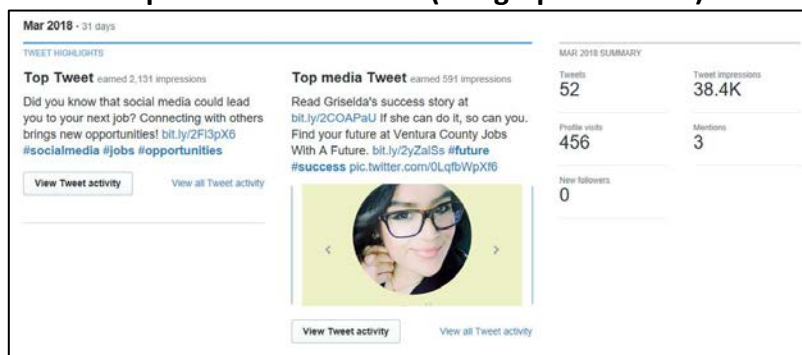 Mar 2018 · 31 days
TWEET HIGHLIGHTS
Top Tweet earned 2,131 impressions
Did you know that social media could lead
you to your next job? Connecting with others
brings new opportunities! bit.ly/2FI3pX6
#socialmedia #jobs #opportunities
View Tweet activity View all Tweet activity
Top media Tweet earned 591 impressions
Read Griselda's success story at
bit.ly/2COAPaU If she can do it, so can you.
Find your future at Ventura County Jobs
With A Future. bit.ly/2yZalSs #future
#success pic.twitter.com/0LqfbWpXf6
View Tweet activity View all Tweet activity
MAR 2018 SUMMARY
Tweets Tweet impressions
52 38.4K
Profile visits Mentions
456 3
New followers
0